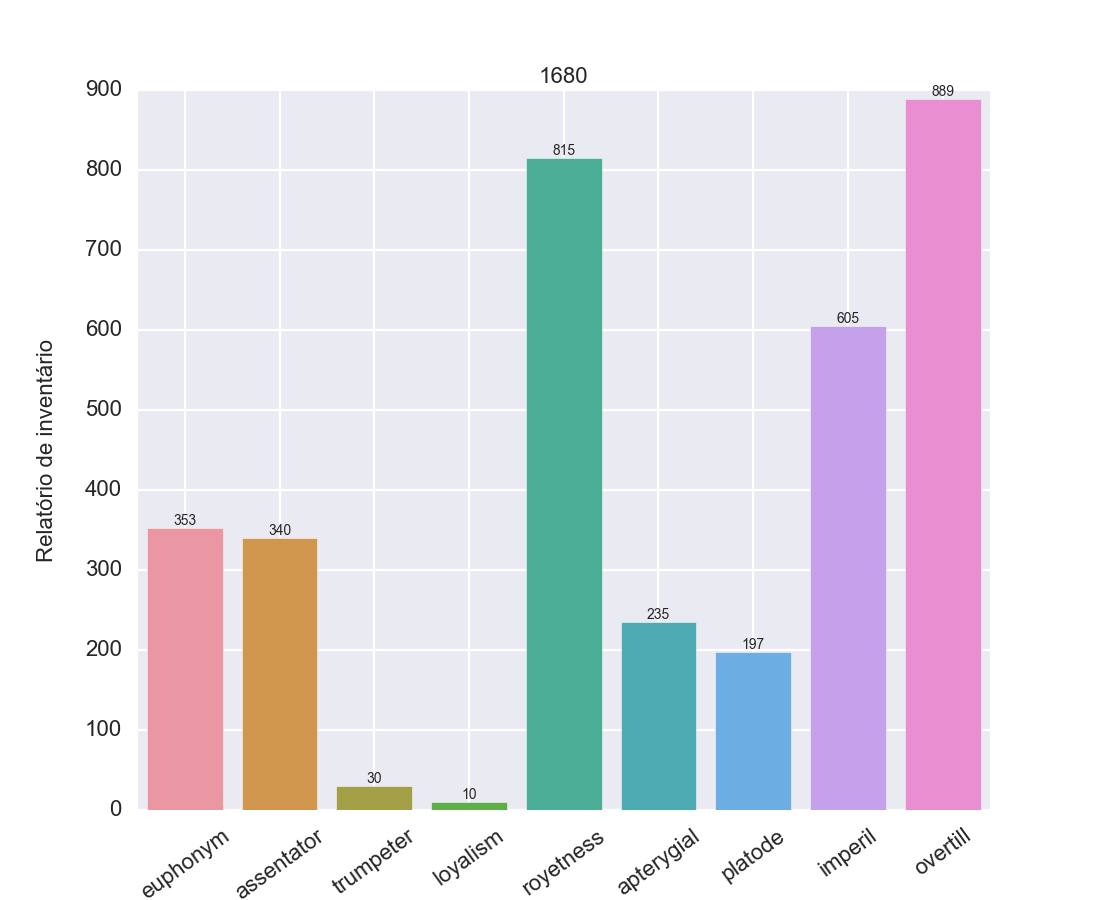 1680
Relatório de inventário
900
800
700
600
500
400
300
200
100
0
353
340
30
10
815
235
197
605
889
euphonym
assentator
trumpeter
loyalism
royetness
apterygial
platode
imperil
overtill